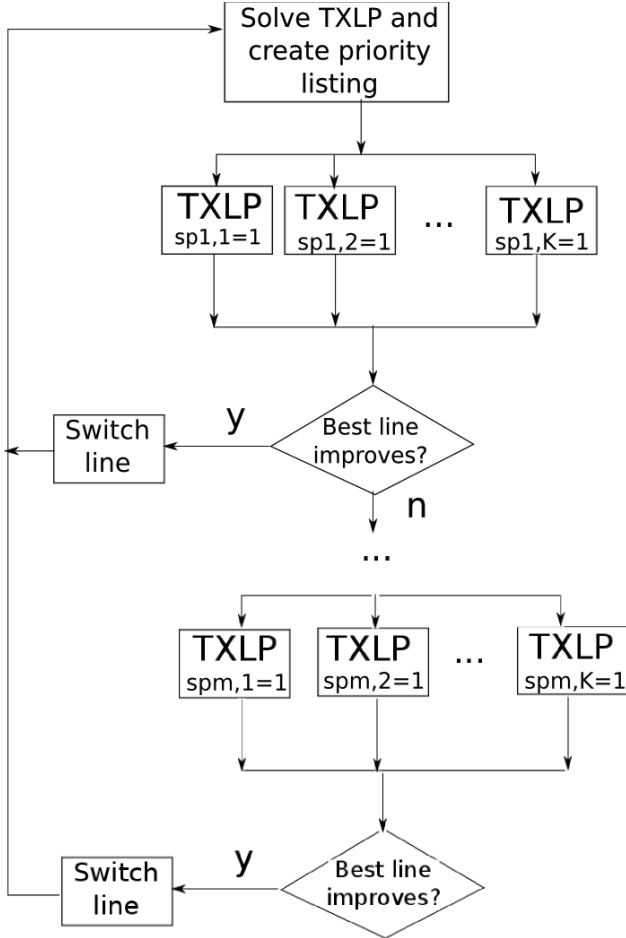 Solve TXLP and
create priority
listing
TXLP
sp1,1=1
TXLP
sp1,2=1
...
TXLP
sp1,K=1
Best line
improves?
y
Switch
line
n
...
TXLP
spm,1=1
TXLP
spm,2=1
...
TXLP
spm,K=1
Best line
improves?
y
Switch
line